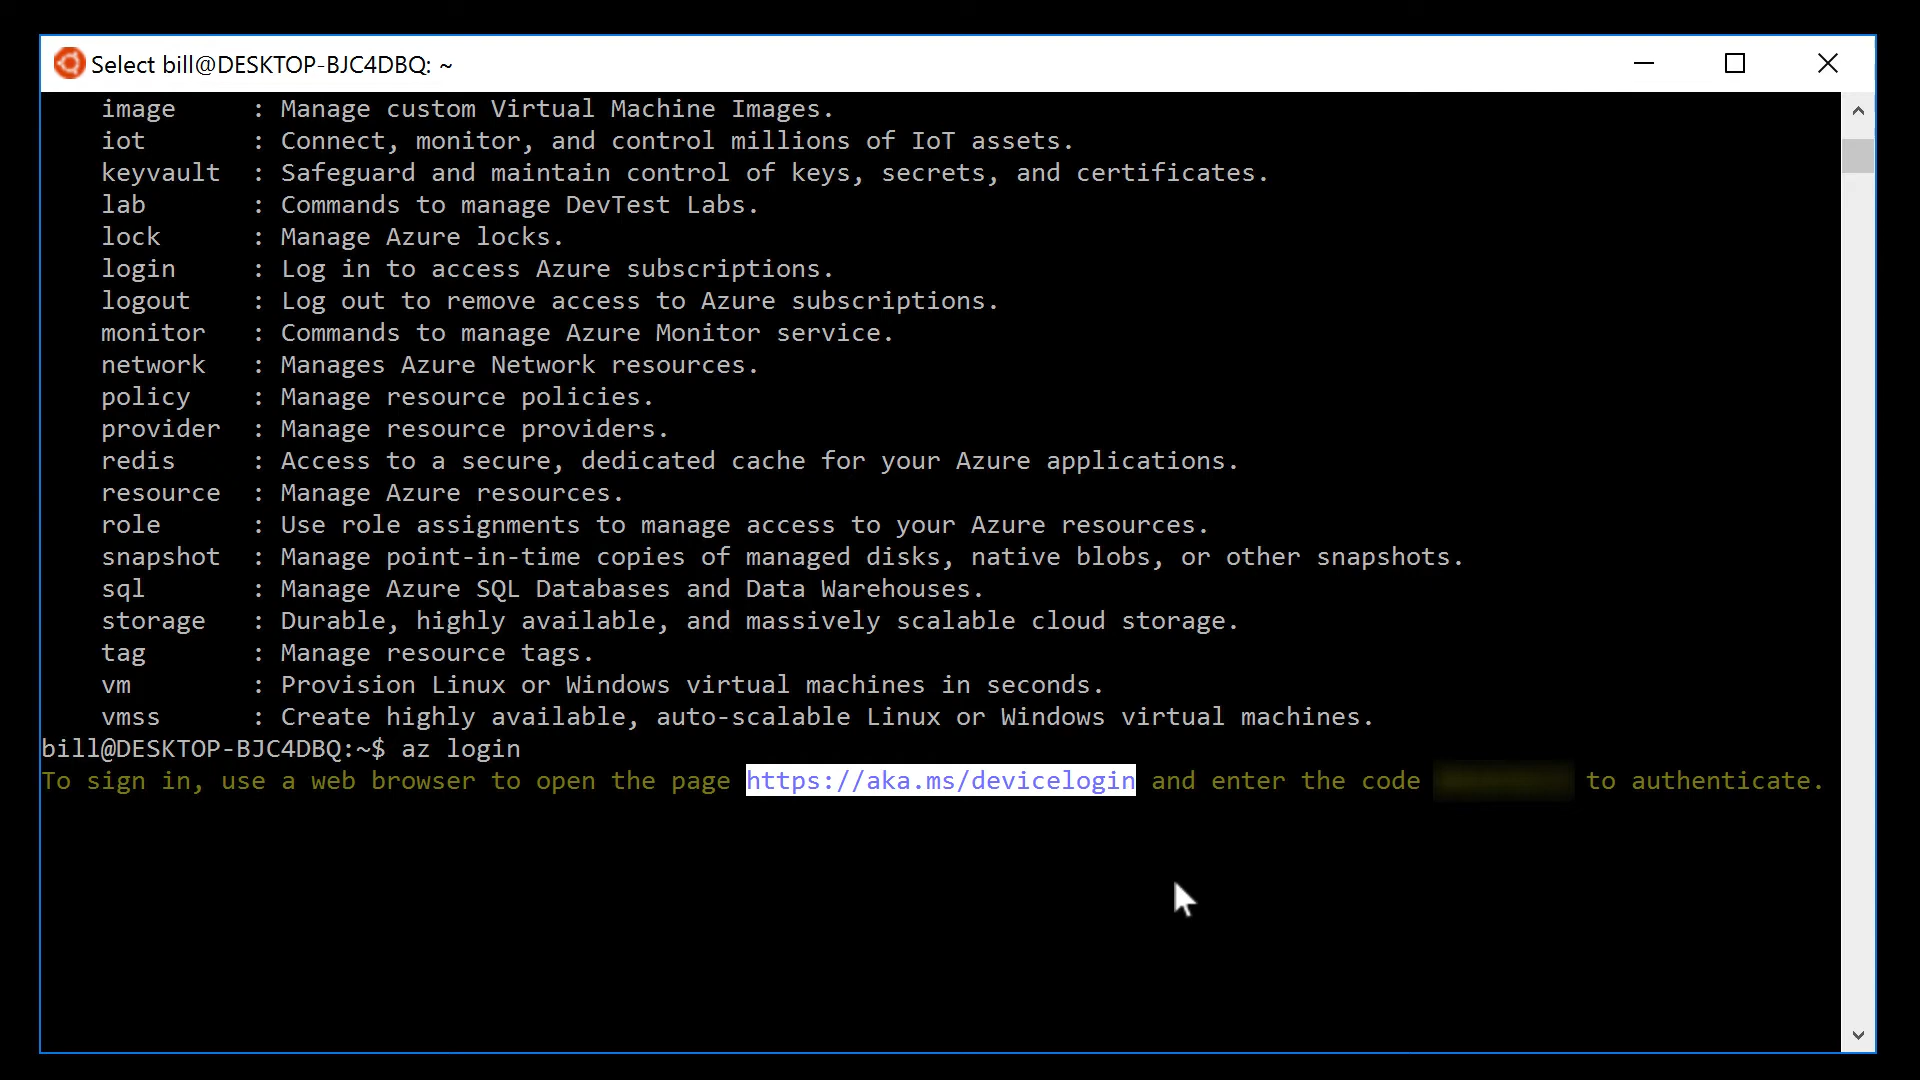 Select bill@DESKTOP-BJC4DBQ: ~
image : Manage custom Virtual Machine Images.
iot : Connect, monitor, and control millions of IoT assets.
keyvault : Safeguard and maintain control of keys, secrets, and certificates.
lab : Commands to manage DevTest Labs.
lock : Manage Azure locks.
login : Log in to access Azure subscriptions.
logout : Log out to remove access to Azure subscriptions.
monitor : Commands to manage Azure Monitor service.
network : Manages Azure Network resources.
policy : Manage resource policies.
provider : Manage resource providers.
redis : Access to a secure, dedicated cache for your Azure applications.
resource : Manage Azure resources.
role : Use role assignments to manage access to your Azure resources.
snapshot : Manage point-in-time copies of managed disks, native blobs, or other snapshots.
sql : Manage Azure SQL Databases and Data Warehouses.
storage : Durable, highly available, and massively scalable cloud storage.
tag : Manage resource tags.
vm : Provision Linux or Windows virtual machines in seconds.
vmss : Create highly available, auto-scalable Linux or Windows virtual machines.
bill@DESKTOP-BJC4DBQ:~$ az login
To sign in, use a web browser to open the page https://aka.ms/devicelogin and enter the code to authenticate.